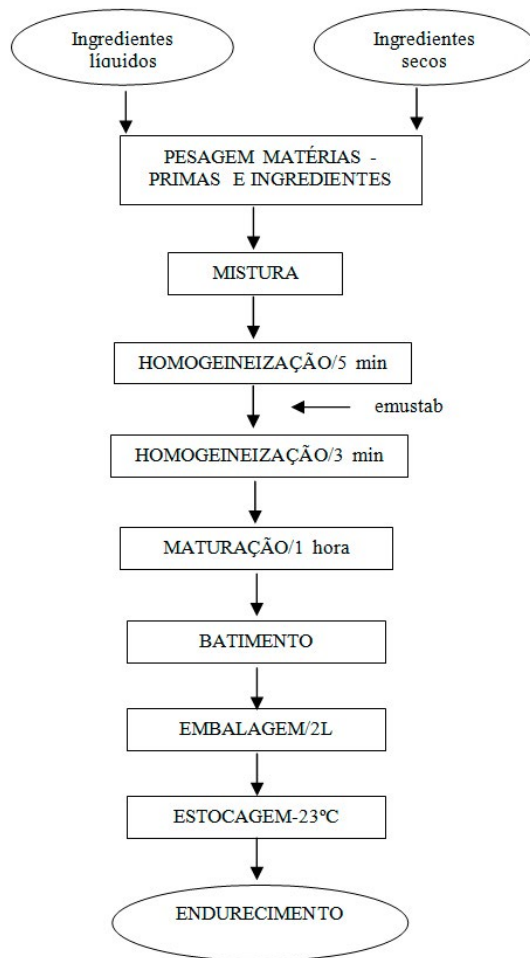 Ingredientes
líquidos
Ingredientes
secos
PESAGEM MATÉRIAS -
PRIMAS E INGREDIENTES
MISTURA
HOMOGEINEIZAÇÃO/5 min
emustab
HOMOGEINEIZAÇÃO/3 min
MATURAÇÃO/1 hora
BATIMENTO
EMBALAGEM/2L
ESTOCAGEM-23ºC
ENDURECIMENTO